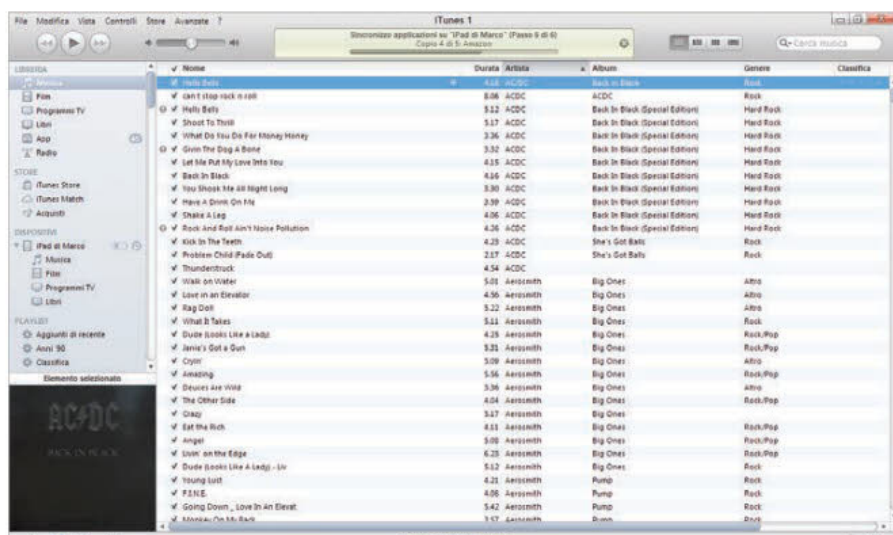 File Modifica Vista Controlli Store Avanzate ?
iTunes 1
Sincronizzo applicazioni su "iPad di Marco" (Passo 6 di 6)
Copio 4 di 5: Amazon
Cerca musica
LIBRERIA
Musica
Film
Programmi TV
Libri
App
Radio
STORE
iTunes Store
iTunes Match
Acquisti
DISPOSITIVI
iPad di Marco
Musica
Film
Programmi TV
Libri
PLAYLIST
Aggiunti di recente
Anni '90
Classifica
Elemento selezionato
AC/DC
BACK IN BLACK
Nome Durata Artista Album Genere Classifica
Hells Bells 4.18 AC/DC Back in Black Rock
can t stop rock n roll 8.06 ACDC ACDC Rock
Hells Bells 5.12 ACDC Back In Black (Special Edition) Hard Rock
Shoot To Thrill 5.17 ACDC Back In Black (Special Edition) Hard Rock
What Do You Do For Money Honey 3.36 ACDC Back In Black (Special Edition) Hard Rock
Givin The Dog A Bone 3.32 ACDC Back In Black (Special Edition) Hard Rock
Let Me Put My Love Into You 4.15 ACDC Back In Black (Special Edition) Hard Rock
Back In Black 4.16 ACDC Back In Black (Special Edition) Hard Rock
You Shook Me All Night Long 3.30 ACDC Back In Black (Special Edition) Hard Rock
Have A Drink On Me 3.59 ACDC Back In Black (Special Edition) Hard Rock
Shake A Leg 4.06 ACDC Back In Black (Special Edition) Hard Rock
Rock And Roll Ain't Noise Pollution 4.26 ACDC Back In Black (Special Edition) Hard Rock
Kick In The Teeth 4.23 ACDC She's Got Balls Rock
Problem Child (Fade Out) 2.17 ACDC She's Got Balls Rock
Thunderstruck 4.54 ACDC
Walk on Water 5.01 Aerosmith Big Ones Altro
Love in an Elevator 4.56 Aerosmith Big Ones Altro
Rag Doll 5.22 Aerosmith Big Ones Altro
What It Takes 5.11 Aerosmith Big Ones Rock
Dude (Looks Like a Lady) 4.25 Aerosmith Big Ones Rock/Pop
Janie's Got a Gun 5.31 Aerosmith Big Ones Rock/Pop
Cryin' 5.09 Aerosmith Big Ones Altro
Amazing 5.56 Aerosmith Big Ones Rock/Pop
Deuces Are Wild 3.36 Aerosmith Big Ones Altro
The Other Side 4.04 Aerosmith Big Ones Rock/Pop
Crazy 5.17 Aerosmith Big Ones
Eat the Rich 4.11 Aerosmith Big Ones Rock/Pop
Angel 5.08 Aerosmith Big Ones Rock/Pop
Livin' on the Edge 6.23 Aerosmith Big Ones Rock/Pop
Dude (Looks Like A Lady) - Liv 5.12 Aerosmith Big Ones Rock
Young Lust 4.21 Aerosmith Pump Rock
F.I.N.E. 4.08 Aerosmith Pump Rock
Going Down _ Love In An Elevat 5.42 Aerosmith Pump Rock
Monkey On My Back 3.57 Aerosmith Pump Rock